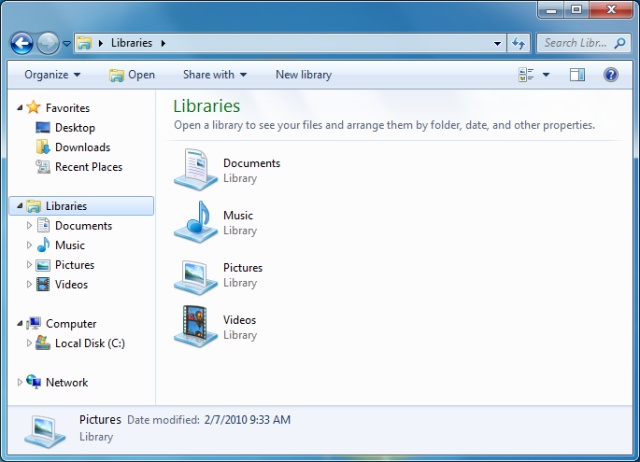 Libraries
Search Libr...
Organize Open Share with New library
Favorites
Desktop
Downloads
Recent Places
Libraries
Documents
Music
Pictures
Videos
Computer
Local Disk (C:)
Network
Libraries
Open a library to see your files and arrange them by folder, date, and other properties.
Documents
Library
Music
Library
Pictures
Library
Videos
Library
Pictures Date modified: 2/7/2010 9:33 AM
Library